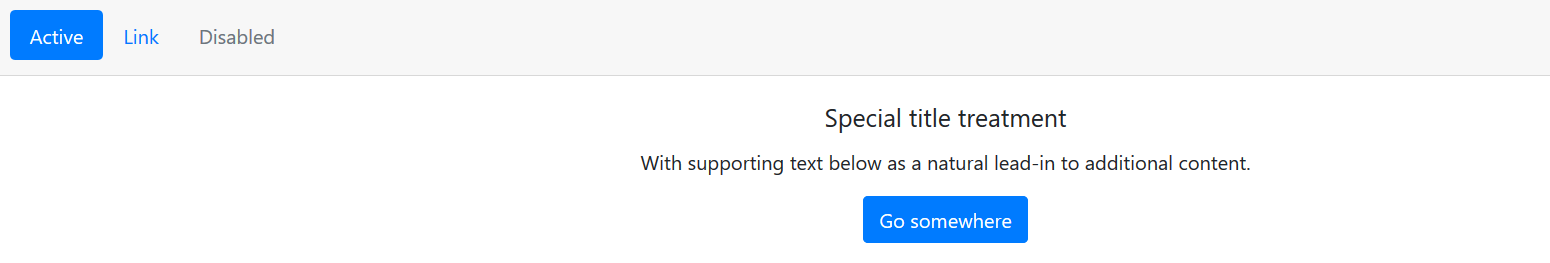 Active Link Disabled
Special title treatment
With supporting text below as a natural lead-in to additional content.
Go somewhere